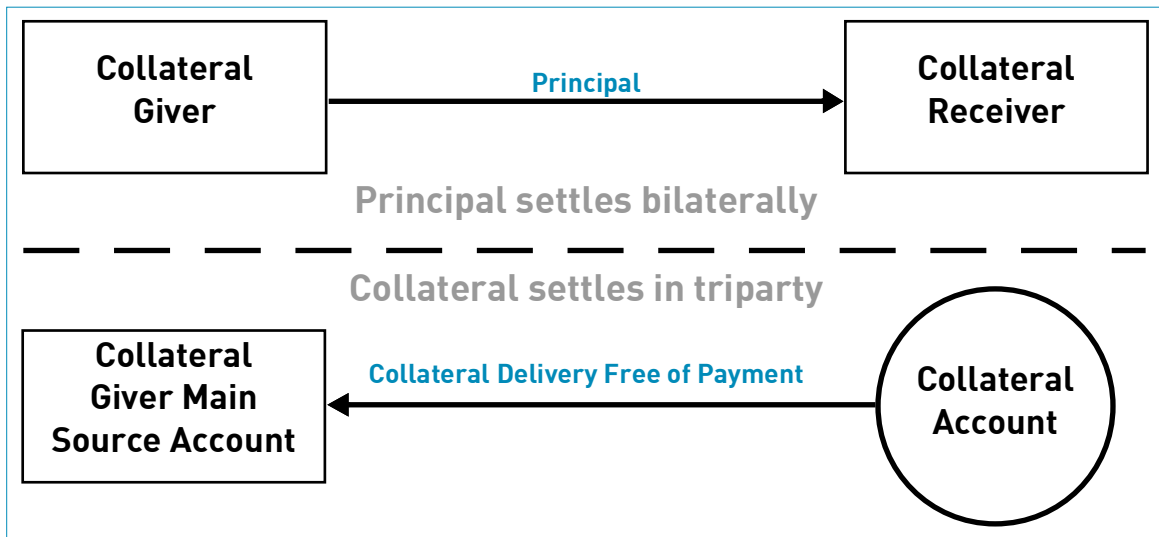 Collateral
Giver
Principal
Collateral
Receiver
Principal settles bilaterally
Collateral settles in triparty
Collateral
Giver Main
Source Account
Collateral Delivery Free of Payment
Collateral
Account